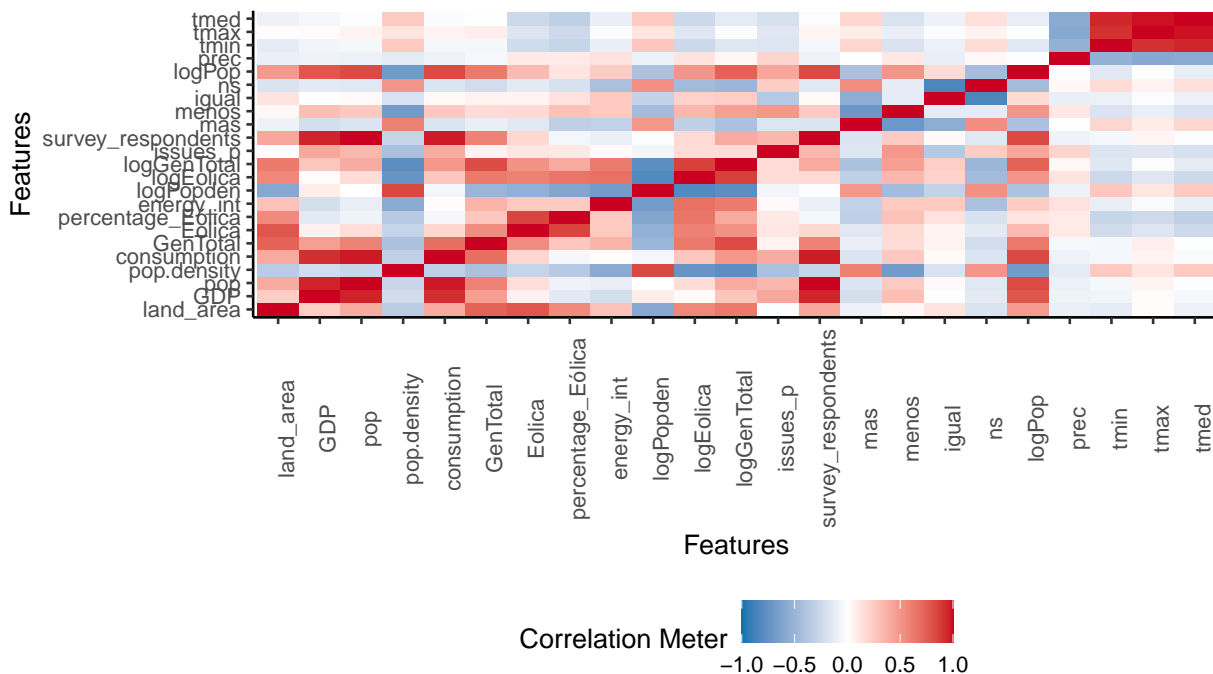 tmed
tmax
tmin
prec
logPop
ns
igual
menos
mas
survey_respondents
issues_p
logGenTotal
logEolica
logPopden
energy_int
percentage_Eólica
Eolica
GenTotal
consumption
pop.density
pop
GDP
land_area
Features
land_area
GDP
pop
pop.density
consumption
GenTotal
Eolica
percentage_Eólica
energy_int
logPopden
logEolica
logGenTotal
issues_p
survey_respondents
mas
menos
igual
ns
logPop
prec
tmin
tmax
tmed
Features
Correlation Meter
−1.0 −0.5 0.0 0.5 1.0